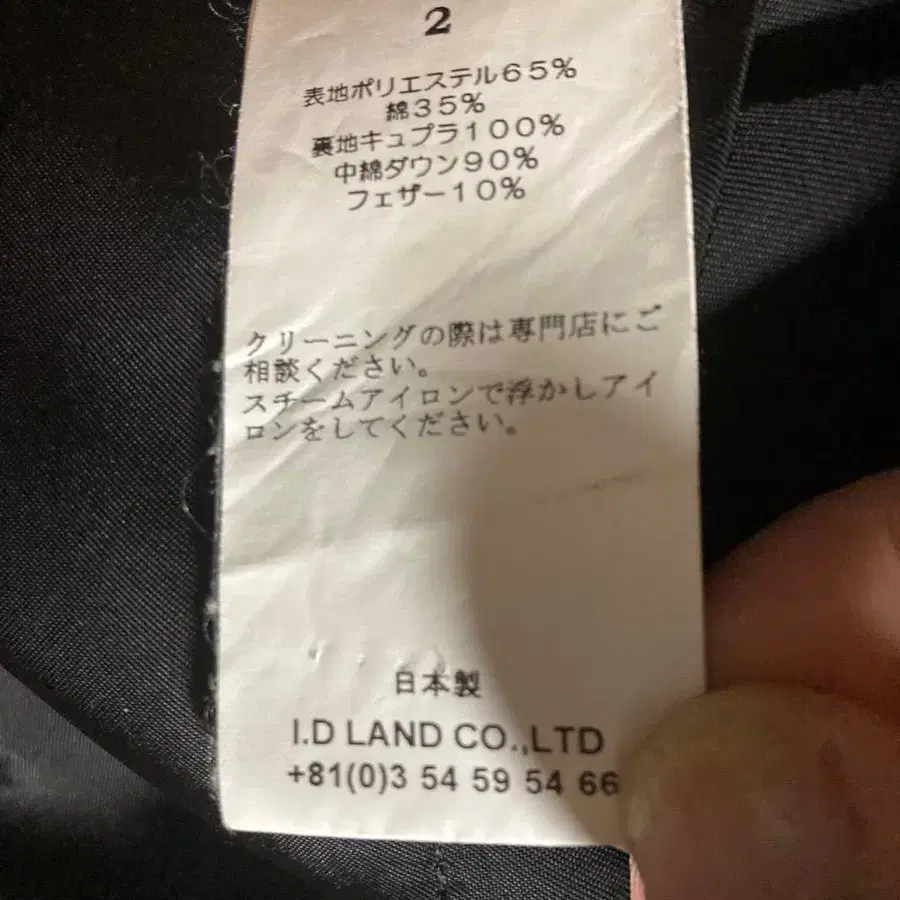 2
表地ポリエステル65%
綿35%
裏地キュプラ100%
中綿ダウン90%
フェザー10%
クリーニングの際は専門店にご
相談ください。
スチームアイロンで浮かしアイ
ロンをしてください。
日本製
I.D LAND CO.,LTD
+81(0)3 54 59 54 66